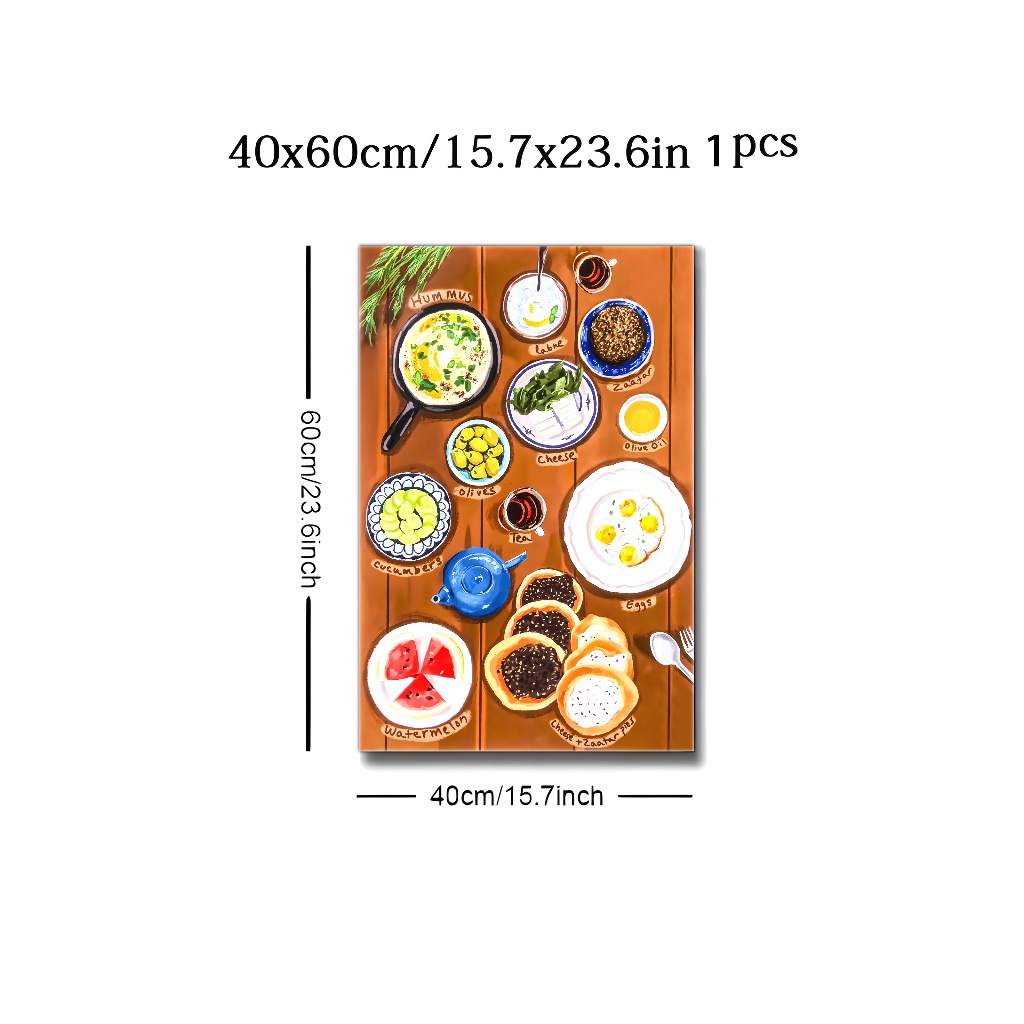 40x60cm/15.7x23.6in 1pcs
Hummus
labne
Zaatar
Cheese
Olive Oil
olives
Tea
cucumbers
Eggs
Watermelon
Cheese + Zaatar Pies
60cm/23.6inch
40cm/15.7inch